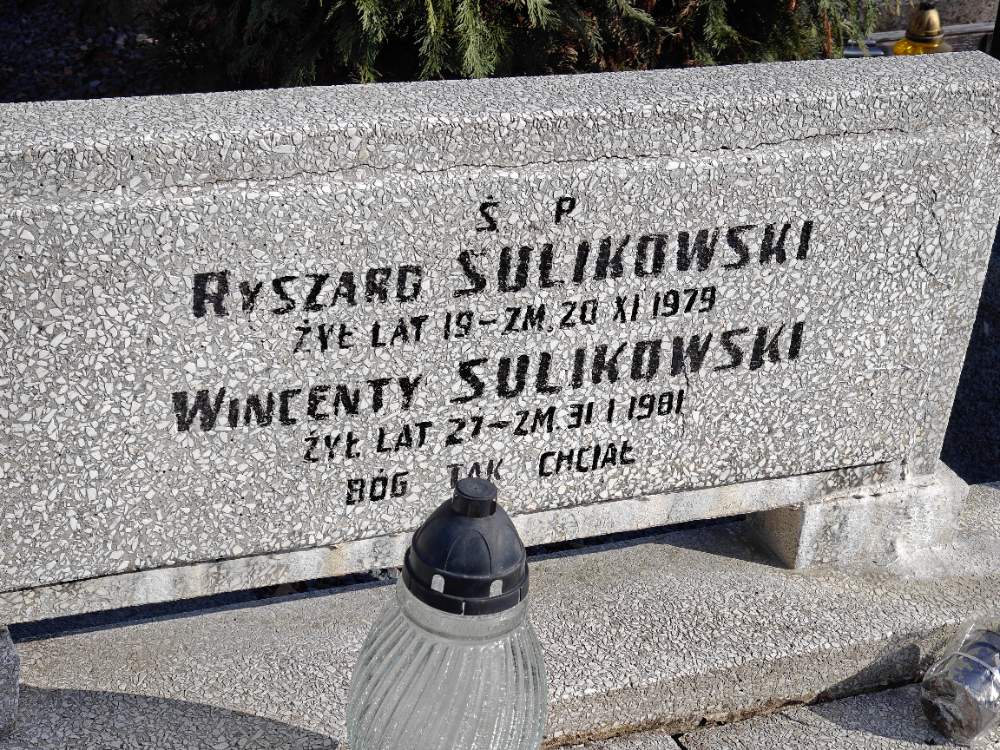 Ś P
RYSZARD SULIKOWSKI
ŻYŁ LAT 19-ZM. 20 XI 1979
WINCENTY SULIKOWSKI
ŻYŁ LAT 27-ZM. 31 I 1981
BÓG TAK CHCIAŁ